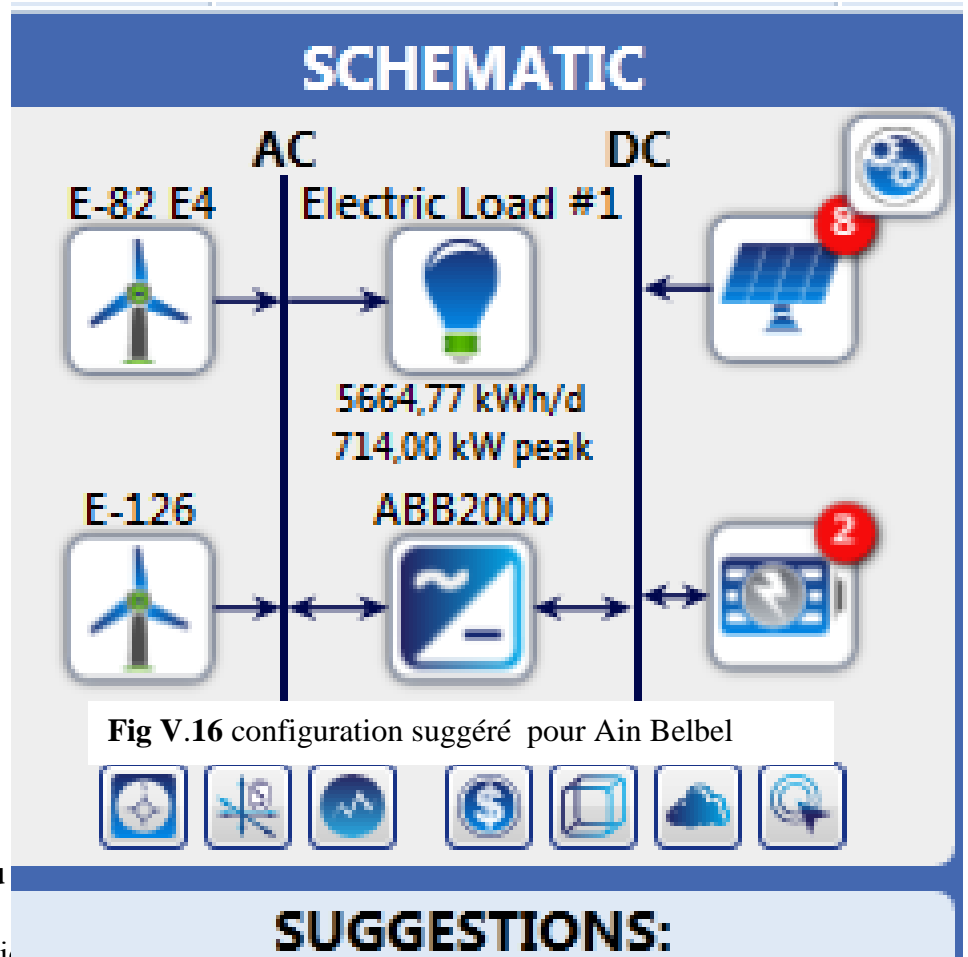 SCHEMATIC
AC DC
E-82 E4 Electric Load #1
8
5664,77 kWh/d
714,00 kW peak
E-126 ABB2000
2
Fig V.16 configuration suggéré pour Ain Belbel
SUGGESTIONS: